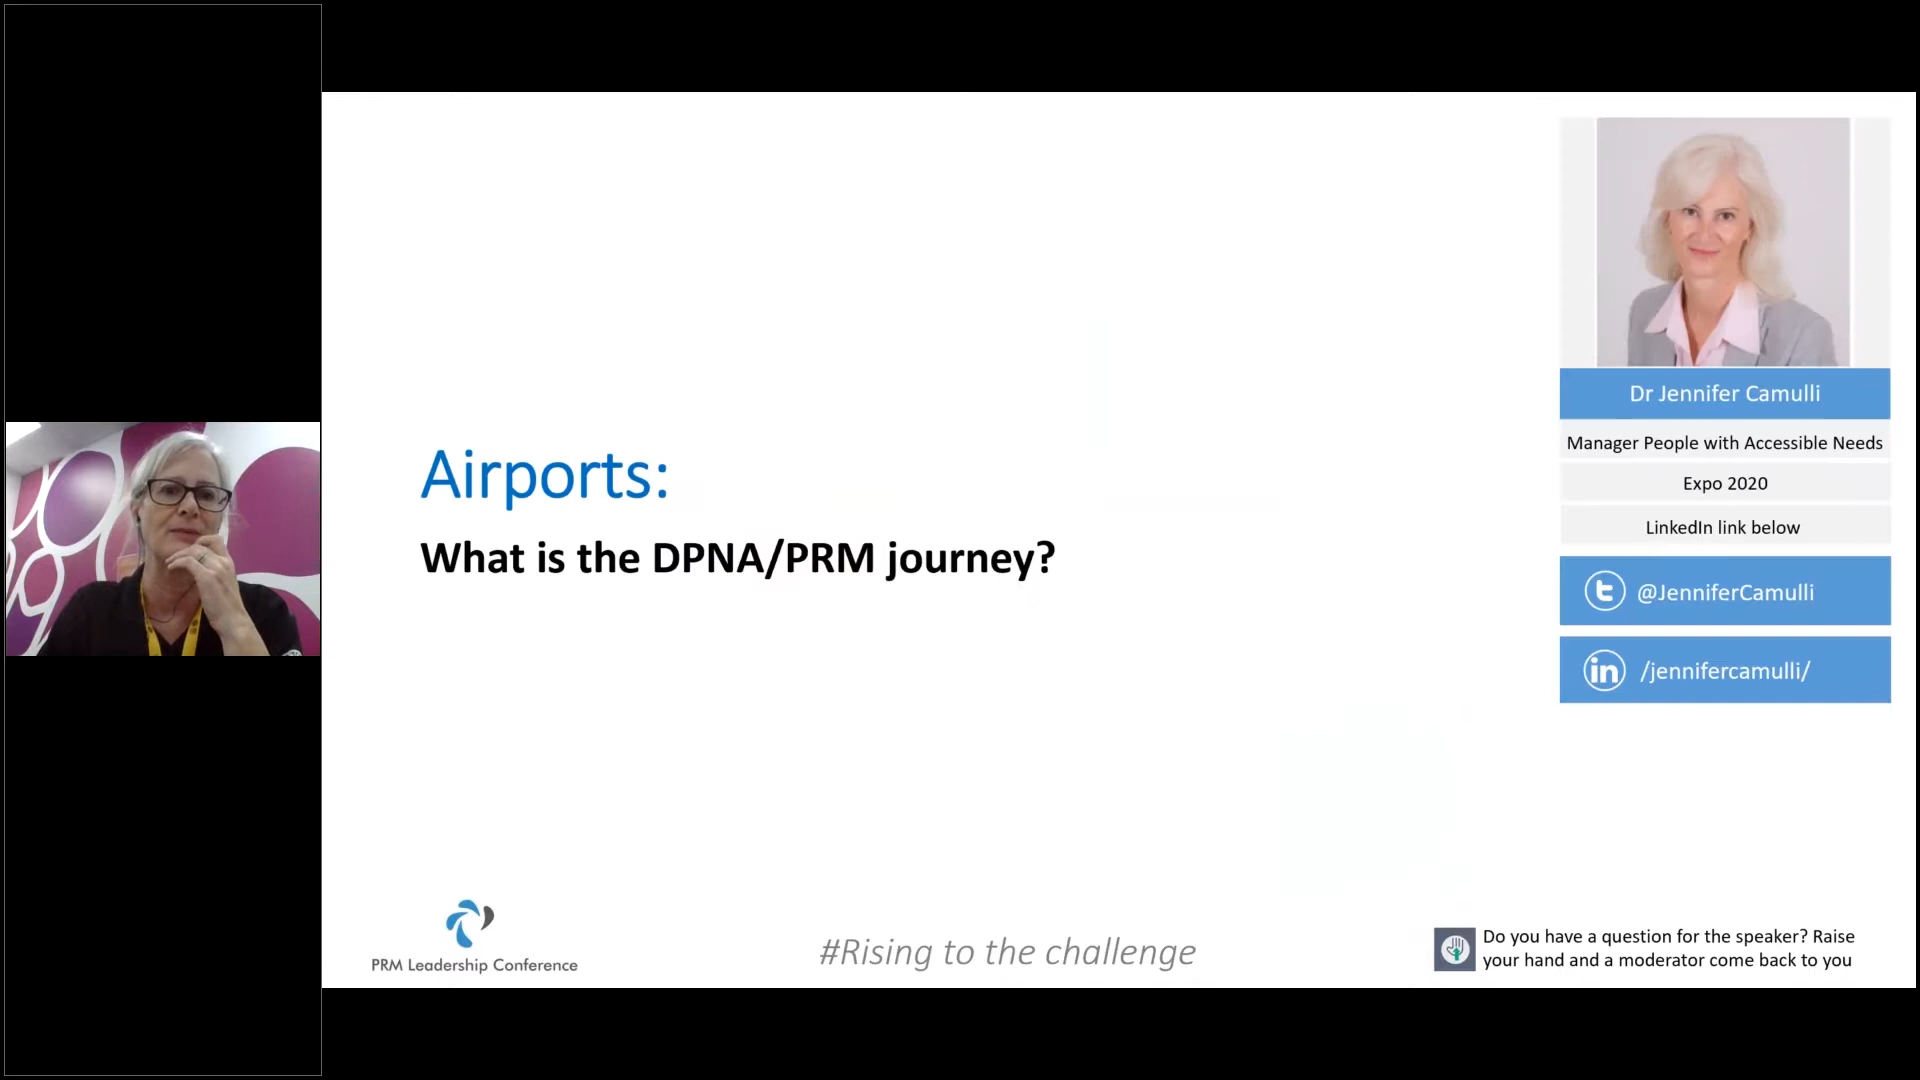 Airports:
What is the DPNA/PRM journey?
Dr Jennifer Camulli
Manager People with Accessible Needs
Expo 2020
LinkedIn link below
@JenniferCamulli
in /jennifercamulli/
PRM Leadership Conference
#Rising to the challenge
Do you have a question for the speaker? Raise
your hand and a moderator come back to you